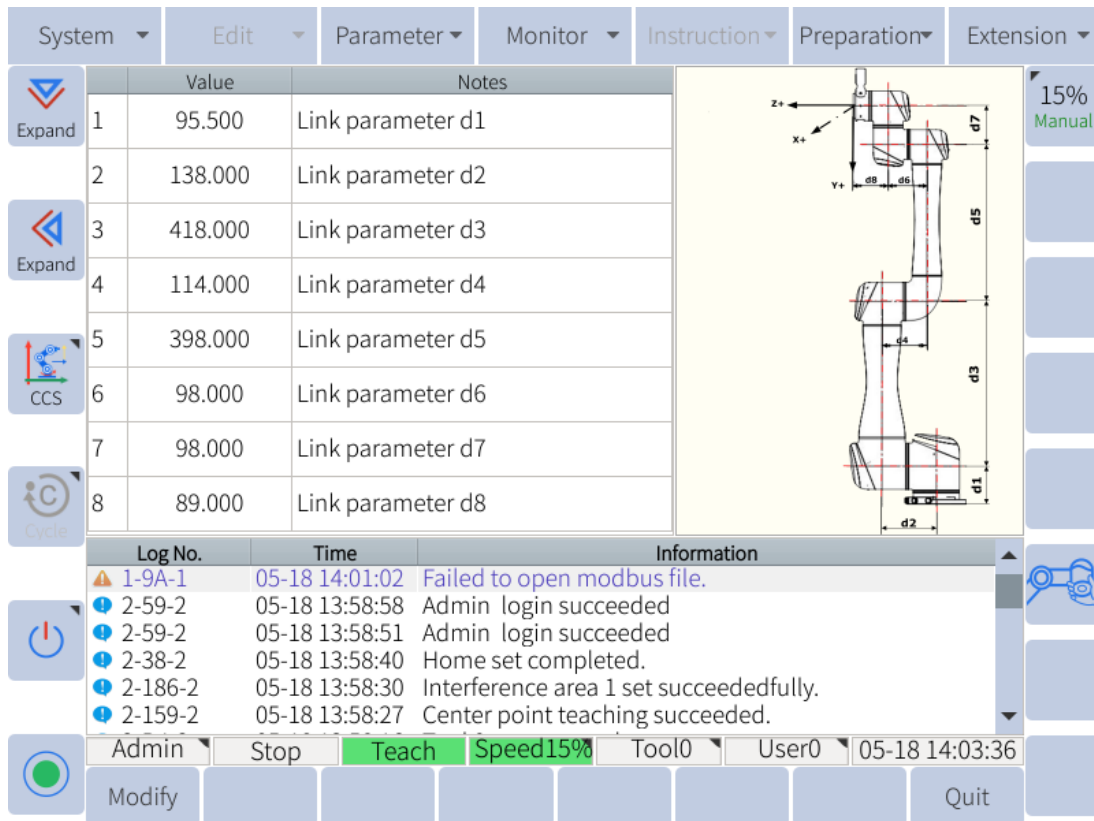 System Edit Parameter Monitor Instruction Preparation Extension
Expand
Expand
CCS
Cycle
Value Notes
1 95.500 Link parameter d1
2 138.000 Link parameter d2
3 418.000 Link parameter d3
4 114.000 Link parameter d4
5 398.000 Link parameter d5
6 98.000 Link parameter d6
7 98.000 Link parameter d7
8 89.000 Link parameter d8
Z+
X+
Y+
d8
d6
d7
d5
d4
d3
d1
d2
15%
Manual
Log No. Time Information
1-9A-1 05-18 14:01:02 Failed to open modbus file.
2-59-2 05-18 13:58:58 Admin login succeeded
2-59-2 05-18 13:58:51 Admin login succeeded
2-38-2 05-18 13:58:40 Home set completed.
2-186-2 05-18 13:58:30 Interference area 1 set succeededfully.
2-159-2 05-18 13:58:27 Center point teaching succeeded.
Admin Stop Teach Speed15% Tool0 User0 05-18 14:03:36
Modify Quit